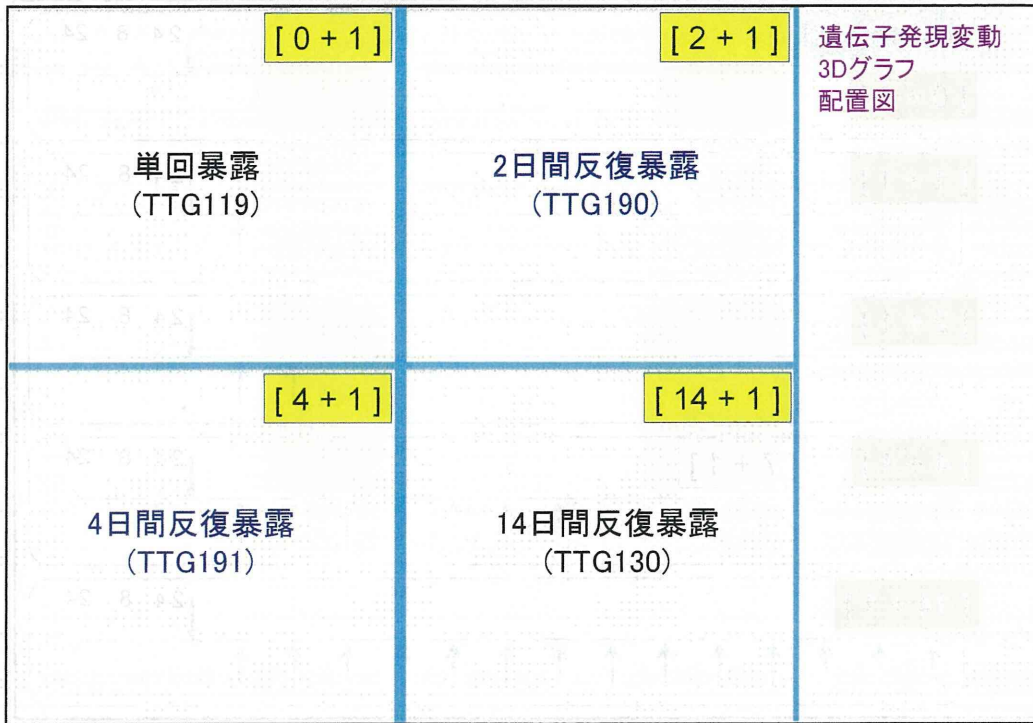 [ 0 + 1 ]
単回暴露
(TTG119)
[ 2 + 1 ]
2日間反復暴露
(TTG190)
遺伝子発現変動
3Dグラフ
配置図
[ 4 + 1 ]
4日間反復暴露
(TTG191)
[ 14 + 1 ]
14日間反復暴露
(TTG130)